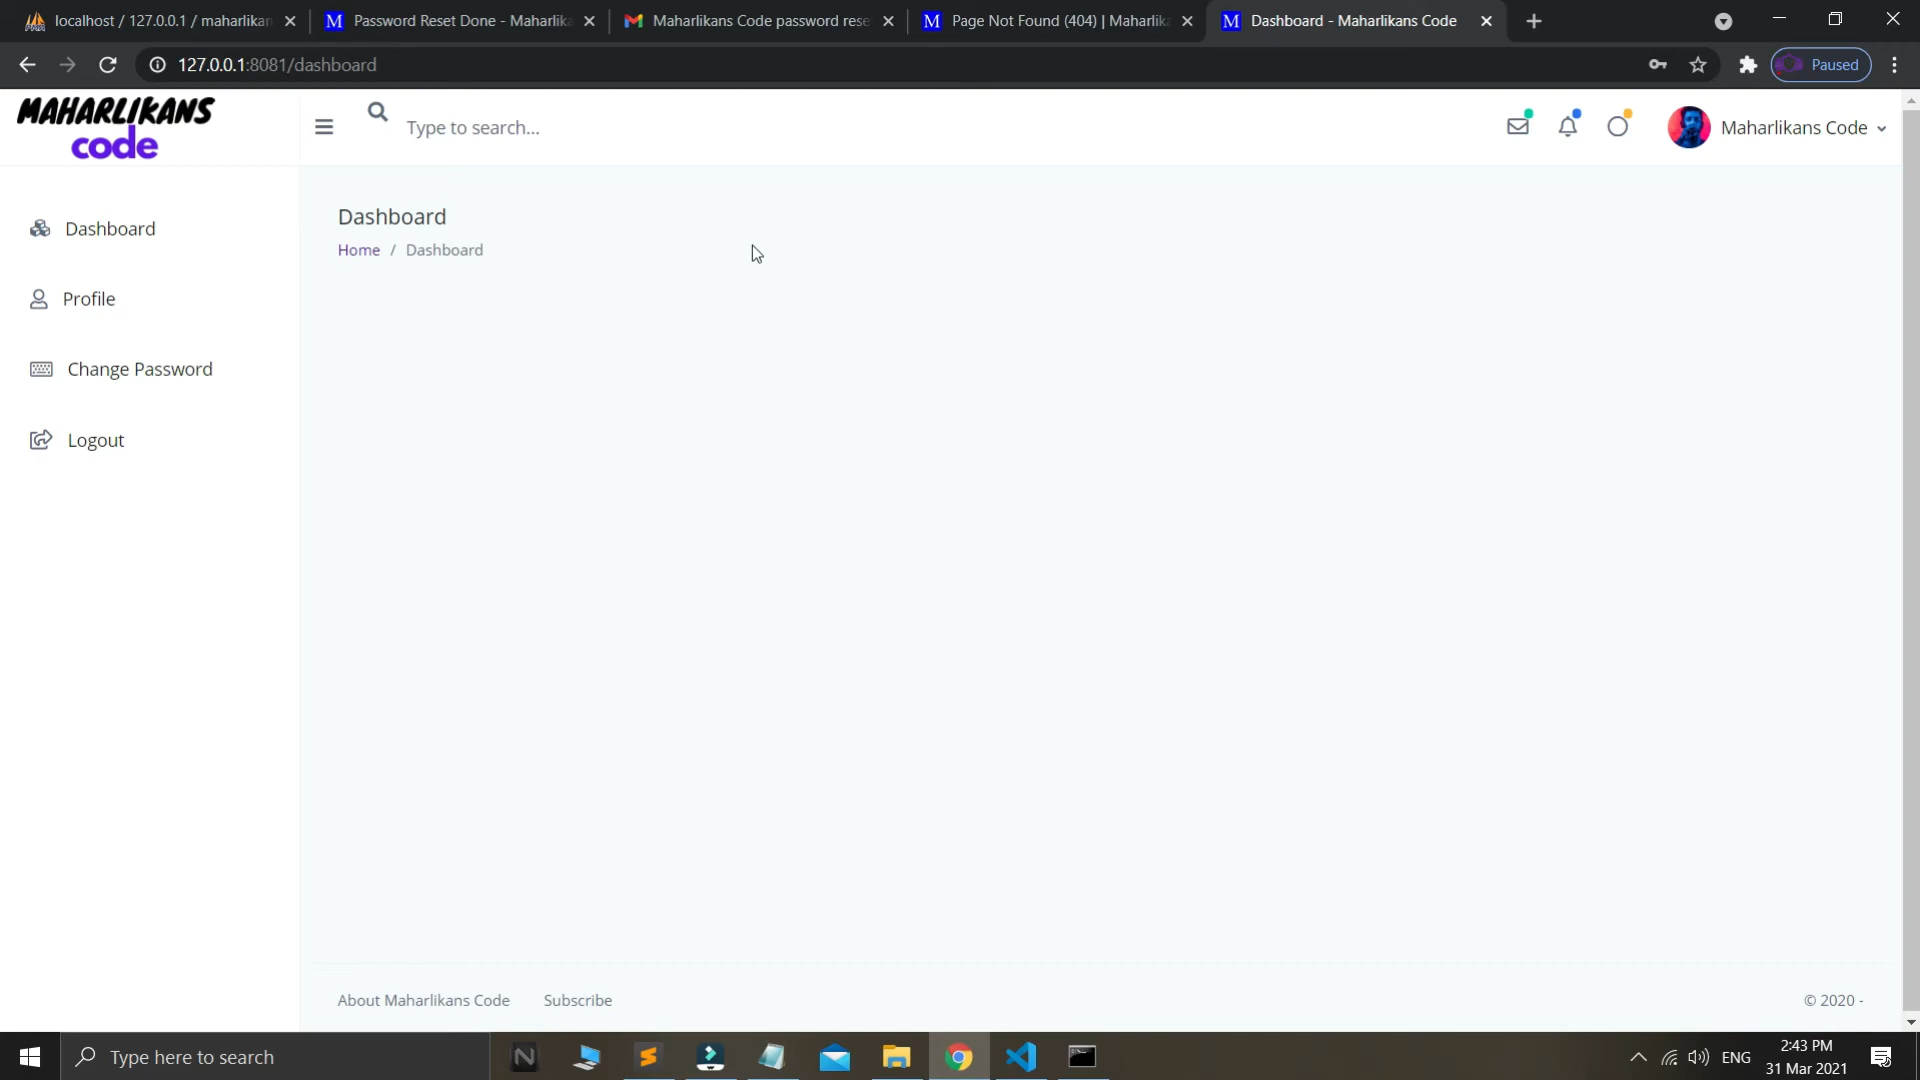 localhost / 127.0.0.1 / maharlikan
Password Reset Done - Maharlika
Maharlikans Code password rese
Page Not Found (404) | Maharlika
Dashboard - Maharlikans Code
127.0.0.1:8081/dashboard
Paused
MAHARLIKANS
code
Type to search...
Maharlikans Code
Dashboard
Profile
Change Password
Logout
Dashboard
Home / Dashboard
About Maharlikans Code
Subscribe
© 2020 -
Type here to search
ENG
2:43 PM
31 Mar 2021